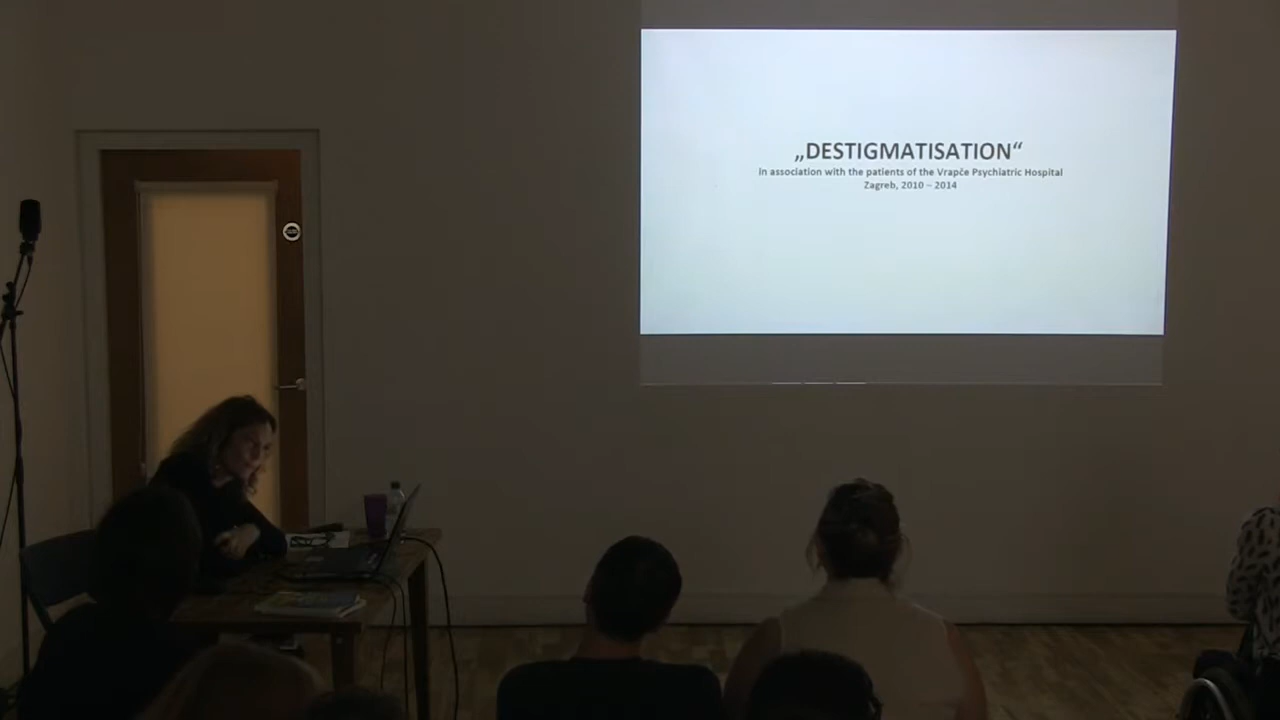 „DESTIGMATISATION“
In association with the patients of the Vrapče Psychiatric Hospital
Zagreb, 2010 – 2014